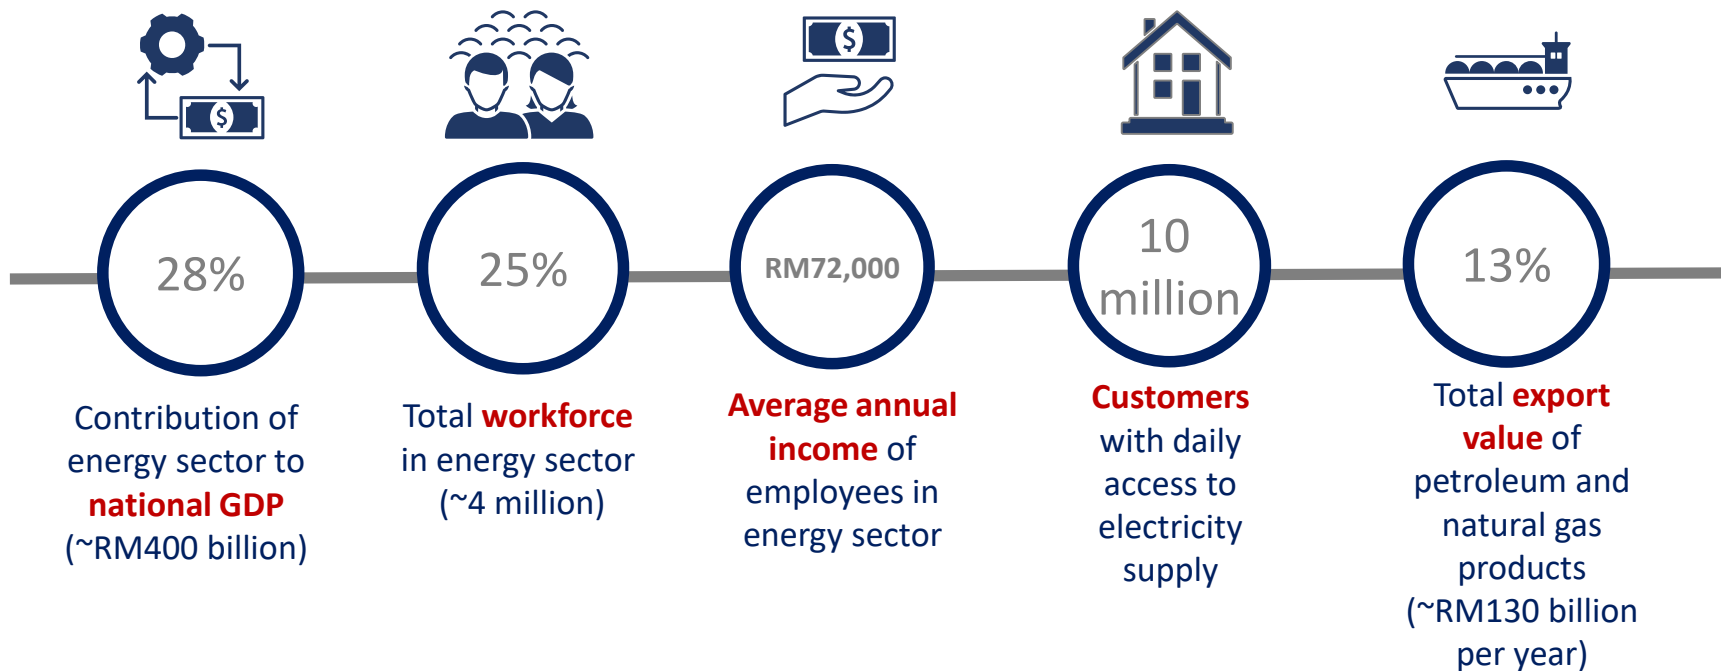 $
$
28%
Contribution of
energy sector to
national GDP
(~RM400 billion)
25%
Total workforce
in energy sector
(~4 million)
$
RM72,000
Average annual
income of
employees in
energy sector
10
million
Customers
with daily
access to
electricity
supply
13%
Total export
value of
petroleum and
natural gas
products
(~RM130 billion
per year)